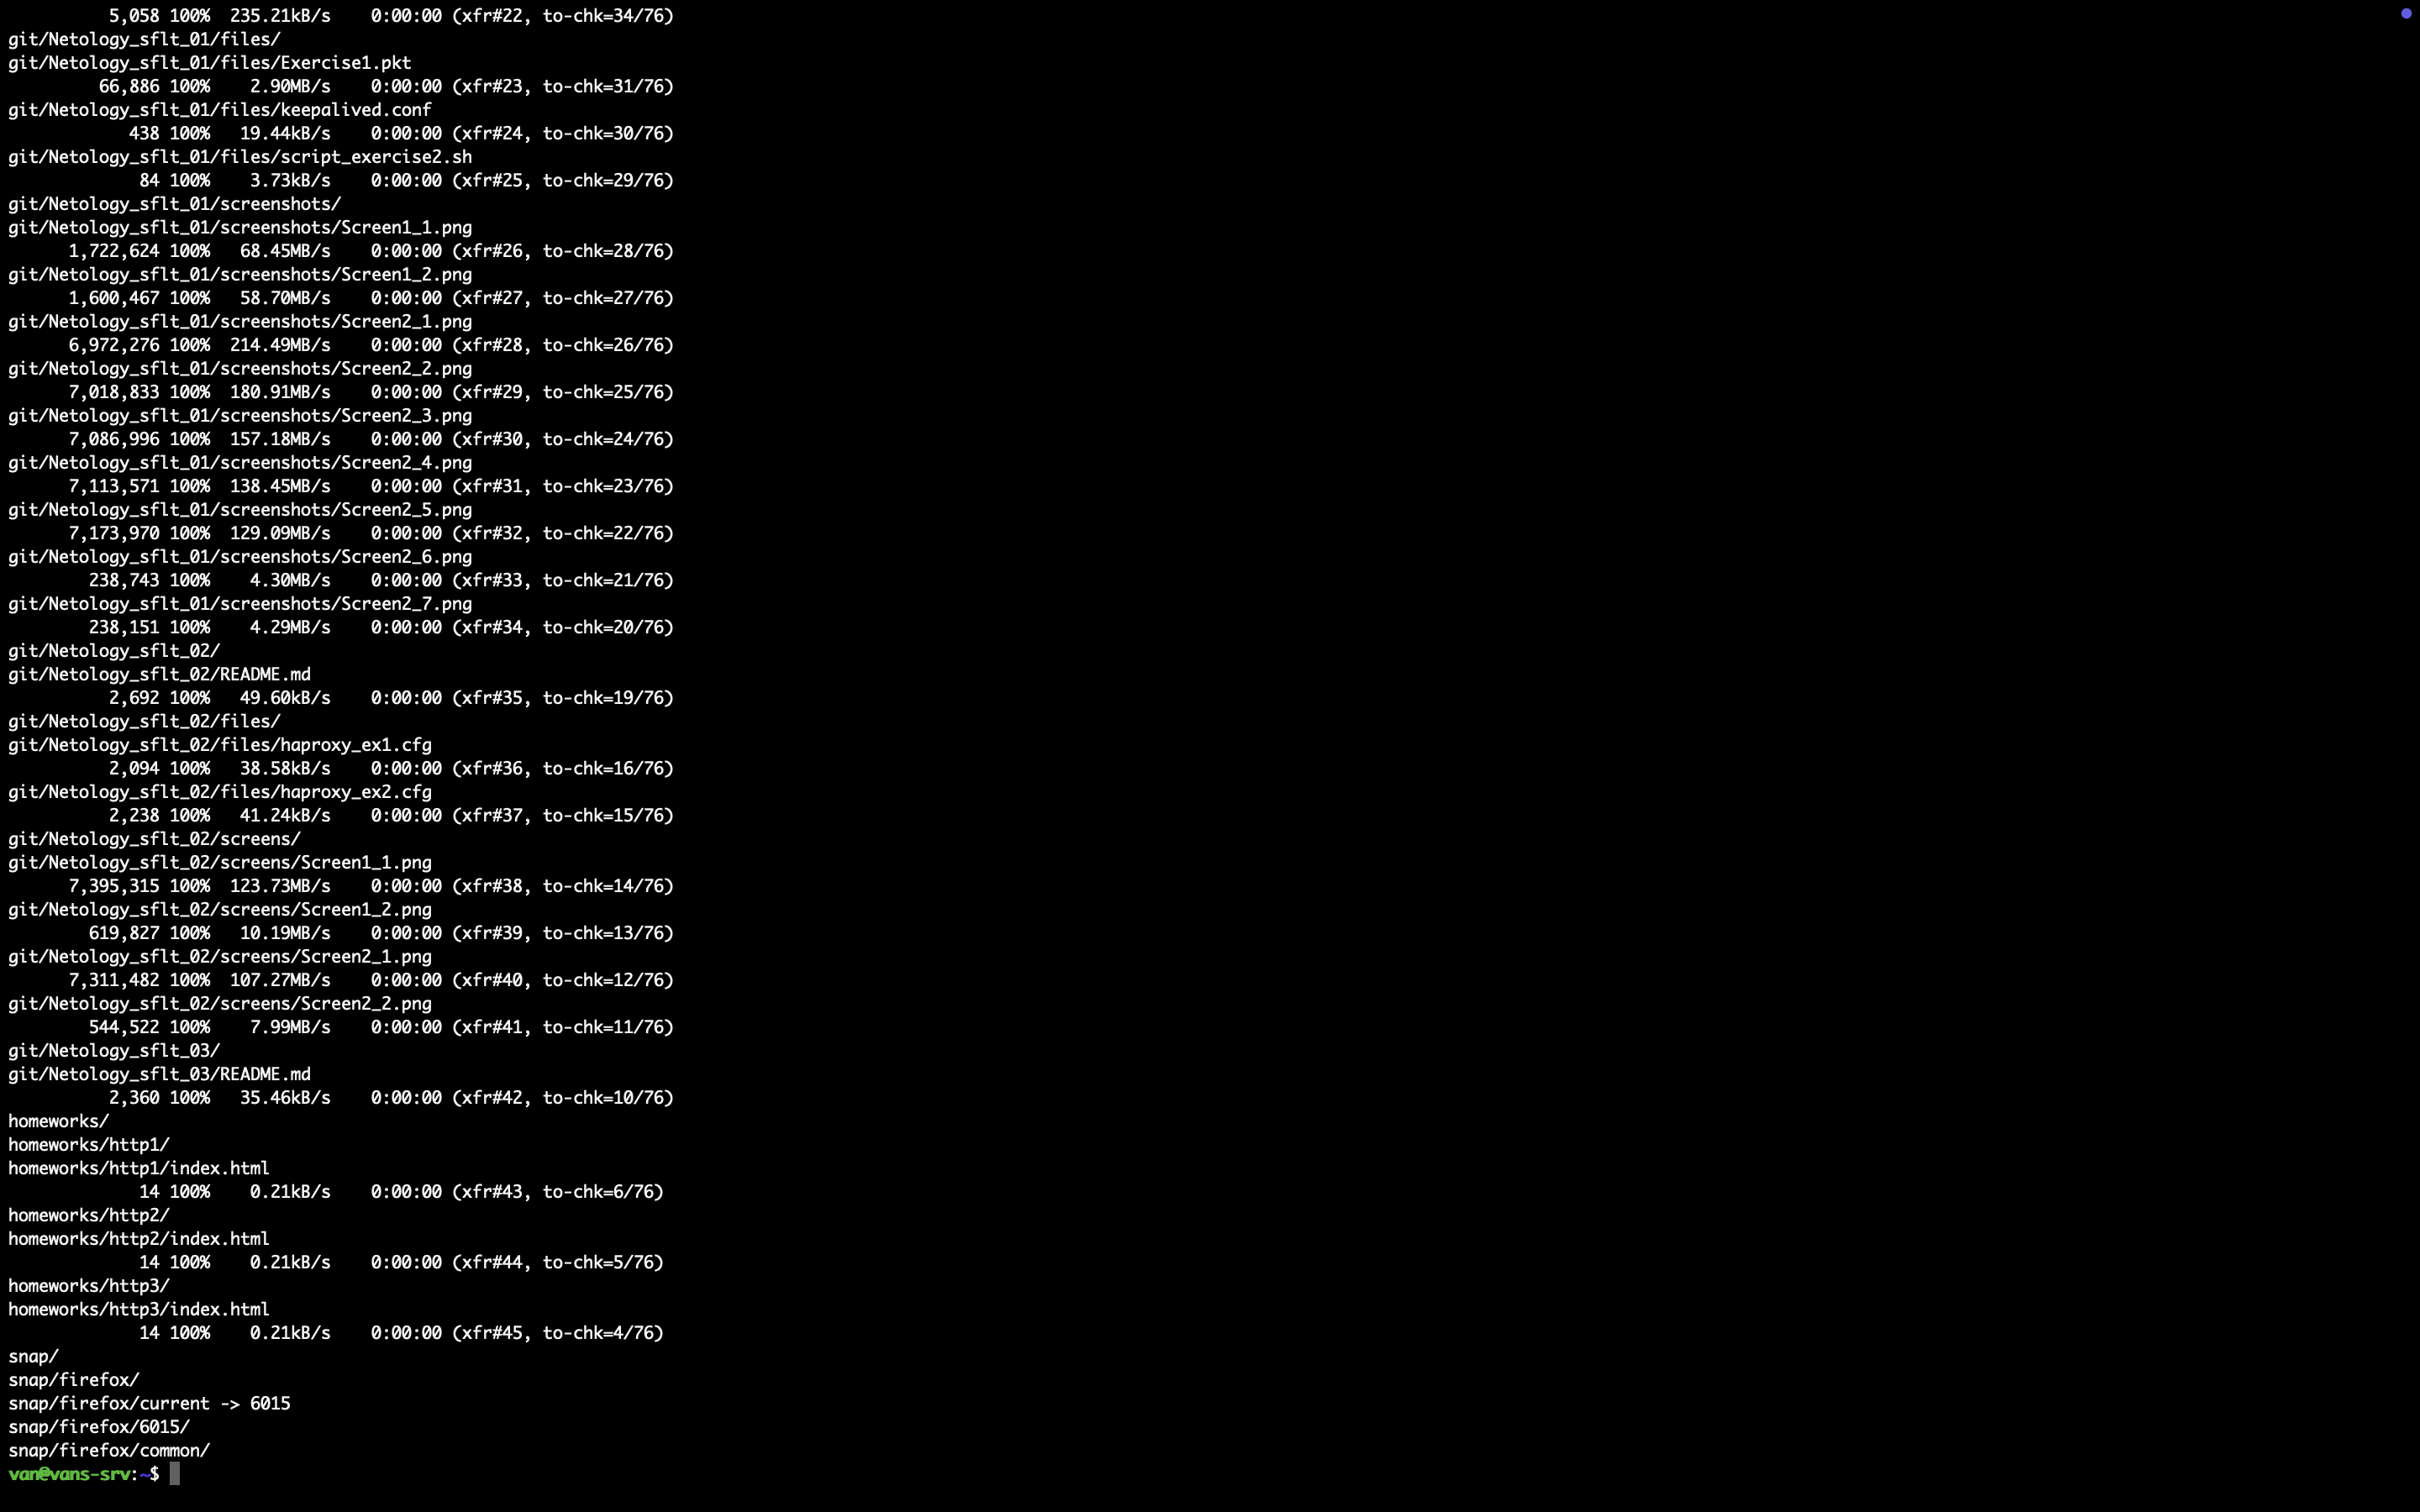 5,058 100%  235.21kB/s    0:00:00 (xfr#22, to-chk=34/76)
git/Netology_sflt_01/files/
git/Netology_sflt_01/files/Exercise1.pkt
66,886 100%    2.90MB/s    0:00:00 (xfr#23, to-chk=31/76)
git/Netology_sflt_01/files/keepalived.conf
438 100%   19.44kB/s    0:00:00 (xfr#24, to-chk=30/76)
git/Netology_sflt_01/files/script_exercise2.sh
84 100%    3.73kB/s    0:00:00 (xfr#25, to-chk=29/76)
git/Netology_sflt_01/screenshots/
git/Netology_sflt_01/screenshots/Screen1_1.png
1,722,624 100%   68.45MB/s    0:00:00 (xfr#26, to-chk=28/76)
git/Netology_sflt_01/screenshots/Screen1_2.png
1,600,467 100%   58.70MB/s    0:00:00 (xfr#27, to-chk=27/76)
git/Netology_sflt_01/screenshots/Screen2_1.png
6,972,276 100%  214.49MB/s    0:00:00 (xfr#28, to-chk=26/76)
git/Netology_sflt_01/screenshots/Screen2_2.png
7,018,833 100%  180.91MB/s    0:00:00 (xfr#29, to-chk=25/76)
git/Netology_sflt_01/screenshots/Screen2_3.png
7,086,996 100%  157.18MB/s    0:00:00 (xfr#30, to-chk=24/76)
git/Netology_sflt_01/screenshots/Screen2_4.png
7,113,571 100%  138.45MB/s    0:00:00 (xfr#31, to-chk=23/76)
git/Netology_sflt_01/screenshots/Screen2_5.png
7,173,970 100%  129.09MB/s    0:00:00 (xfr#32, to-chk=22/76)
git/Netology_sflt_01/screenshots/Screen2_6.png
238,743 100%    4.30MB/s    0:00:00 (xfr#33, to-chk=21/76)
git/Netology_sflt_01/screenshots/Screen2_7.png
238,151 100%    4.29MB/s    0:00:00 (xfr#34, to-chk=20/76)
git/Netology_sflt_02/
git/Netology_sflt_02/README.md
2,692 100%   49.60kB/s    0:00:00 (xfr#35, to-chk=19/76)
git/Netology_sflt_02/files/
git/Netology_sflt_02/files/haproxy_ex1.cfg
2,094 100%   38.58kB/s    0:00:00 (xfr#36, to-chk=16/76)
git/Netology_sflt_02/files/haproxy_ex2.cfg
2,238 100%   41.24kB/s    0:00:00 (xfr#37, to-chk=15/76)
git/Netology_sflt_02/screens/
git/Netology_sflt_02/screens/Screen1_1.png
7,395,315 100%  123.73MB/s    0:00:00 (xfr#38, to-chk=14/76)
git/Netology_sflt_02/screens/Screen1_2.png
619,827 100%   10.19MB/s    0:00:00 (xfr#39, to-chk=13/76)
git/Netology_sflt_02/screens/Screen2_1.png
7,311,482 100%  107.27MB/s    0:00:00 (xfr#40, to-chk=12/76)
git/Netology_sflt_02/screens/Screen2_2.png
544,522 100%    7.99MB/s    0:00:00 (xfr#41, to-chk=11/76)
git/Netology_sflt_03/
git/Netology_sflt_03/README.md
2,360 100%   35.46kB/s    0:00:00 (xfr#42, to-chk=10/76)
homeworks/
homeworks/http1/
homeworks/http1/index.html
14 100%    0.21kB/s    0:00:00 (xfr#43, to-chk=6/76)
homeworks/http2/
homeworks/http2/index.html
14 100%    0.21kB/s    0:00:00 (xfr#44, to-chk=5/76)
homeworks/http3/
homeworks/http3/index.html
14 100%    0.21kB/s    0:00:00 (xfr#45, to-chk=4/76)
snap/
snap/firefox/
snap/firefox/current -> 6015
snap/firefox/6015/
snap/firefox/common/
van@vans-srv:~$